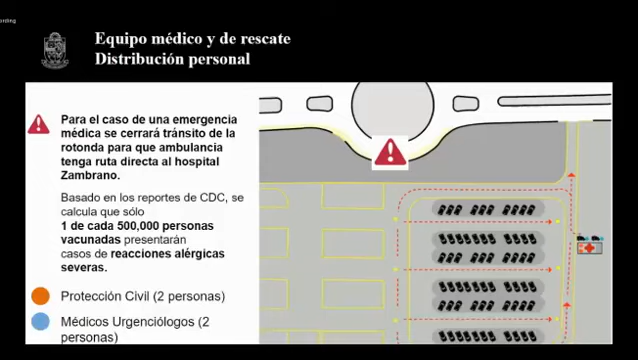 ording
Equipo médico y de rescate
Distribución personal
Para el caso de una emergencia
médica se cerrará tránsito de la
rotonda para que ambulancia
tenga ruta directa al hospital
Zambrano.
Basado en los reportes de CDC, se
calcula que sólo
1 de cada 500,000 personas
vacunadas presentarán
casos de reacciones alérgicas
severas.
Protección Civil (2 personas)
Médicos Urgenciólogos (2
personas)